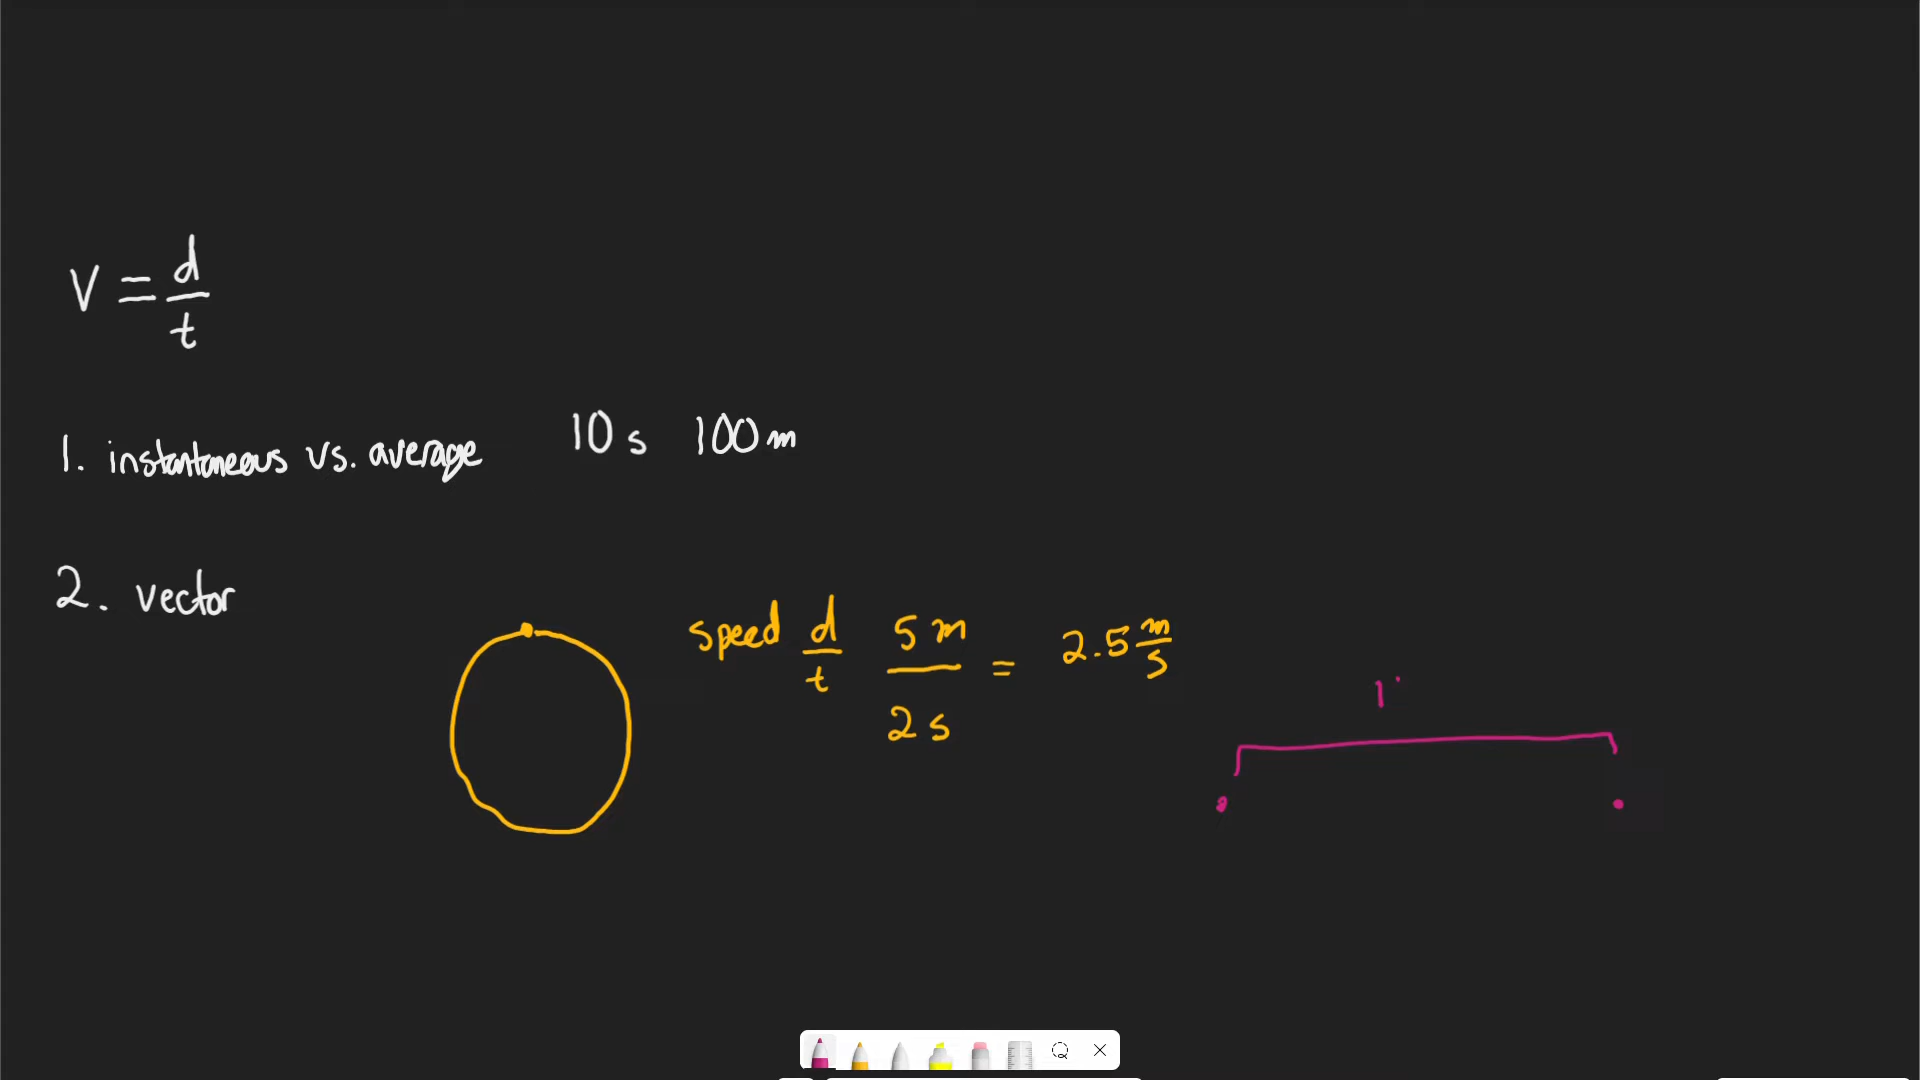 V = d/t
1. instantaneous vs. average 10 s 100 m
2. vector
speed d/t 5 m / 2 s = 2.5 m/s
1